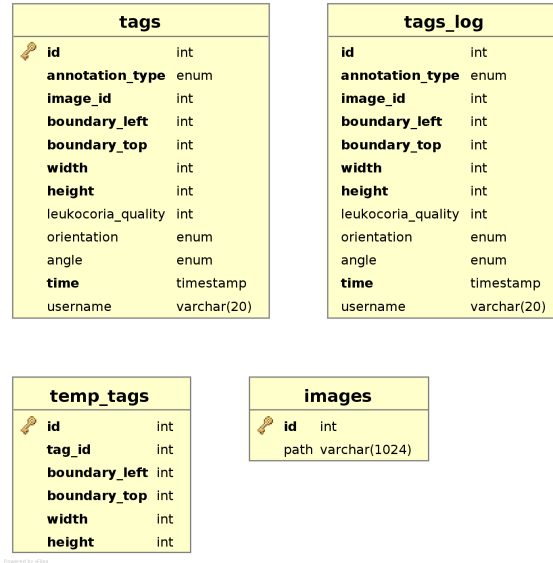 tags
id int
annotation_type enum
image_id int
boundary_left int
boundary_top int
width int
height int
leukocoria_quality int
orientation enum
angle enum
time timestamp
username varchar(20)
tags_log
id int
annotation_type enum
image_id int
boundary_left int
boundary_top int
width int
height int
leukocoria_quality int
orientation enum
angle enum
time timestamp
username varchar(20)
temp_tags
id int
tag_id int
boundary_left int
boundary_top int
width int
height int
images
id int
path varchar(1024)
Powered by yFiles